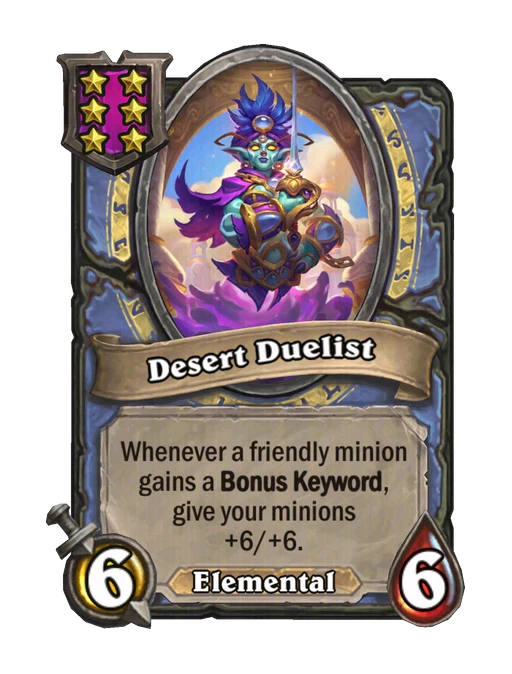 Desert Duelist
Whenever a friendly minion
gains a Bonus Keyword,
give your minions
+6/+6.
6
Elemental
6